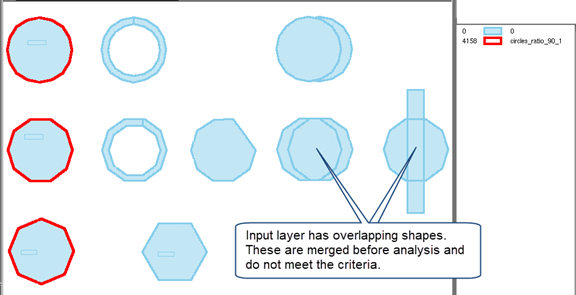 0 0
4158 circles_ratio_90_1
Input layer has overlapping shapes.
These are merged before analysis and
do not meet the criteria.